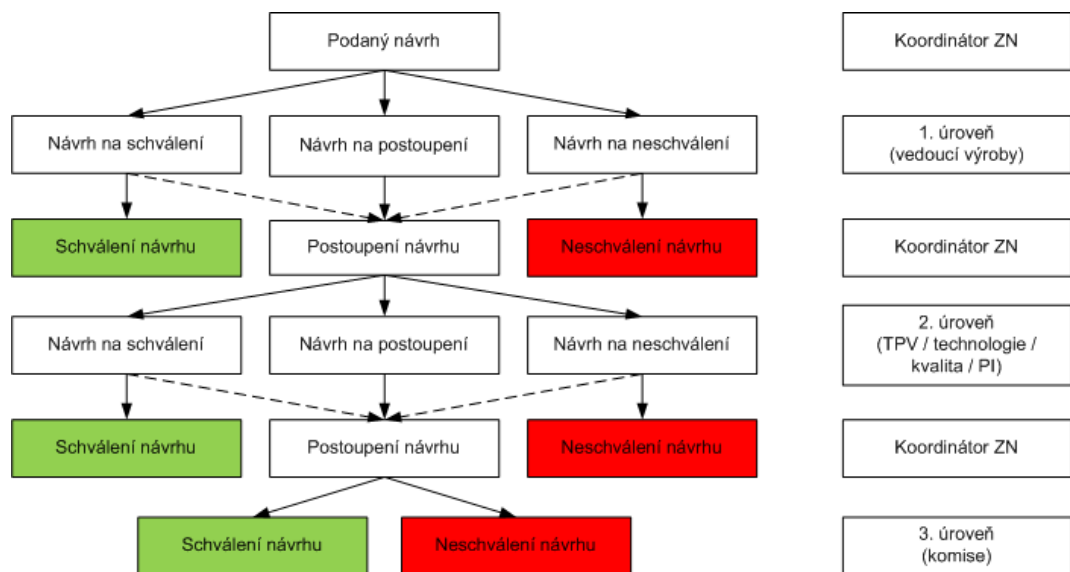 Podaný návrh
Koordinátor ZN
Návrh na schválení
Návrh na postoupení
Návrh na neschválení
1. úroveň
(vedoucí výroby)
Schválení návrhu
Postoupení návrhu
Neschválení návrhu
Koordinátor ZN
Návrh na schválení
Návrh na postoupení
Návrh na neschválení
2. úroveň
(TPV / technologie /
kvalita / PI)
Schválení návrhu
Postoupení návrhu
Neschválení návrhu
Koordinátor ZN
Schválení návrhu
Neschválení návrhu
3. úroveň
(komise)